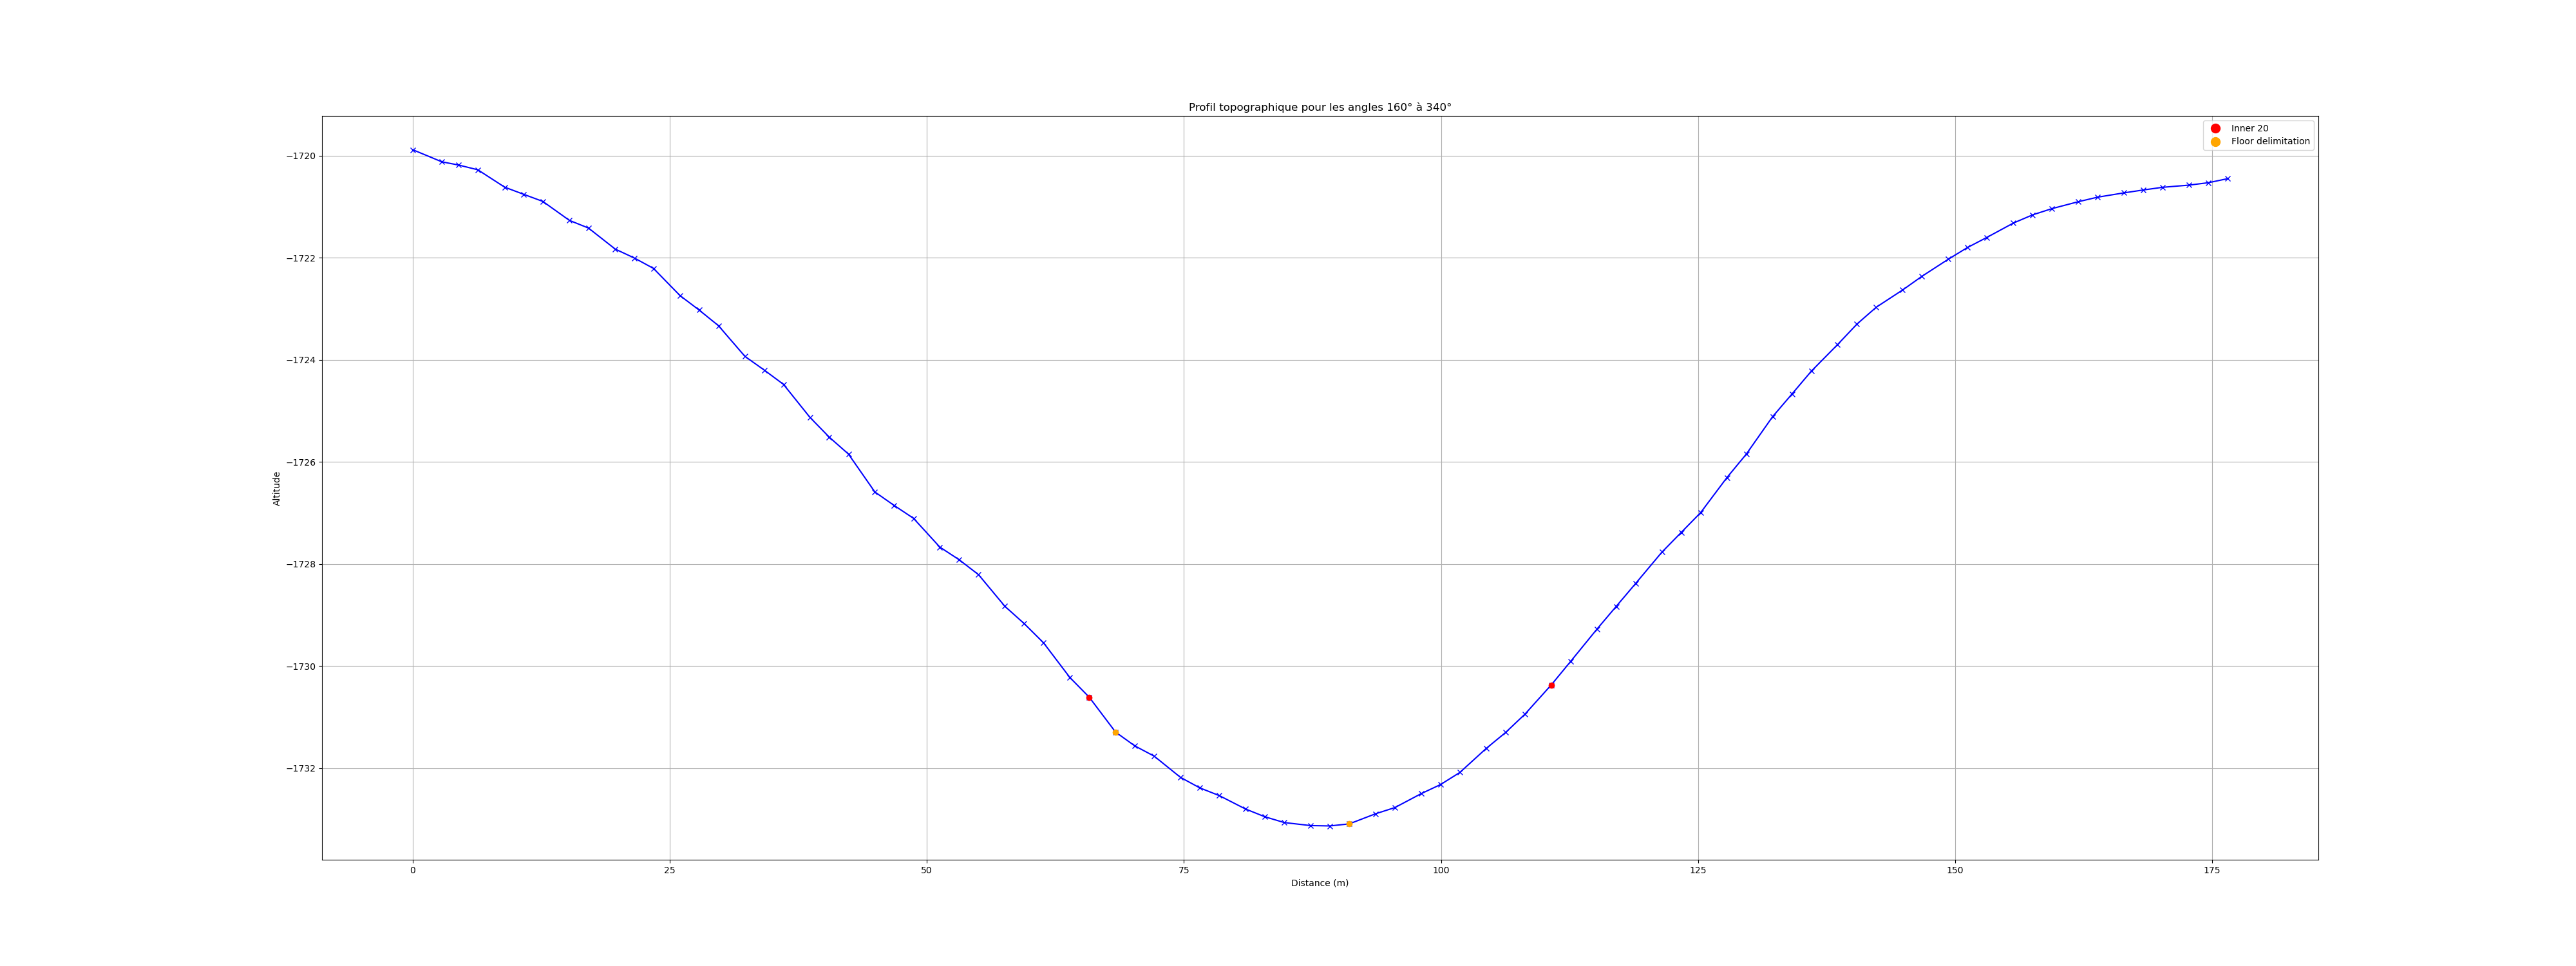 Profil topographique pour les angles 160° à 340°
Inner 20
Floor delimitation
Altitude
−1720
−1722
−1724
−1726
−1728
−1730
−1732
0 25 50 75 100 125 150 175
Distance (m)